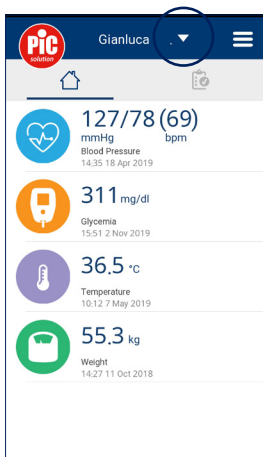 PiC
solution
Gianluca .
127/78 (69)
mmHg bpm
Blood Pressure
14:35 18 Apr 2019
311 mg/dl
Glycemia
15:51 2 Nov 2019
36.5 °C
Temperature
10:12 7 May 2019
55.3 kg
Weight
14:27 11 Oct 2018